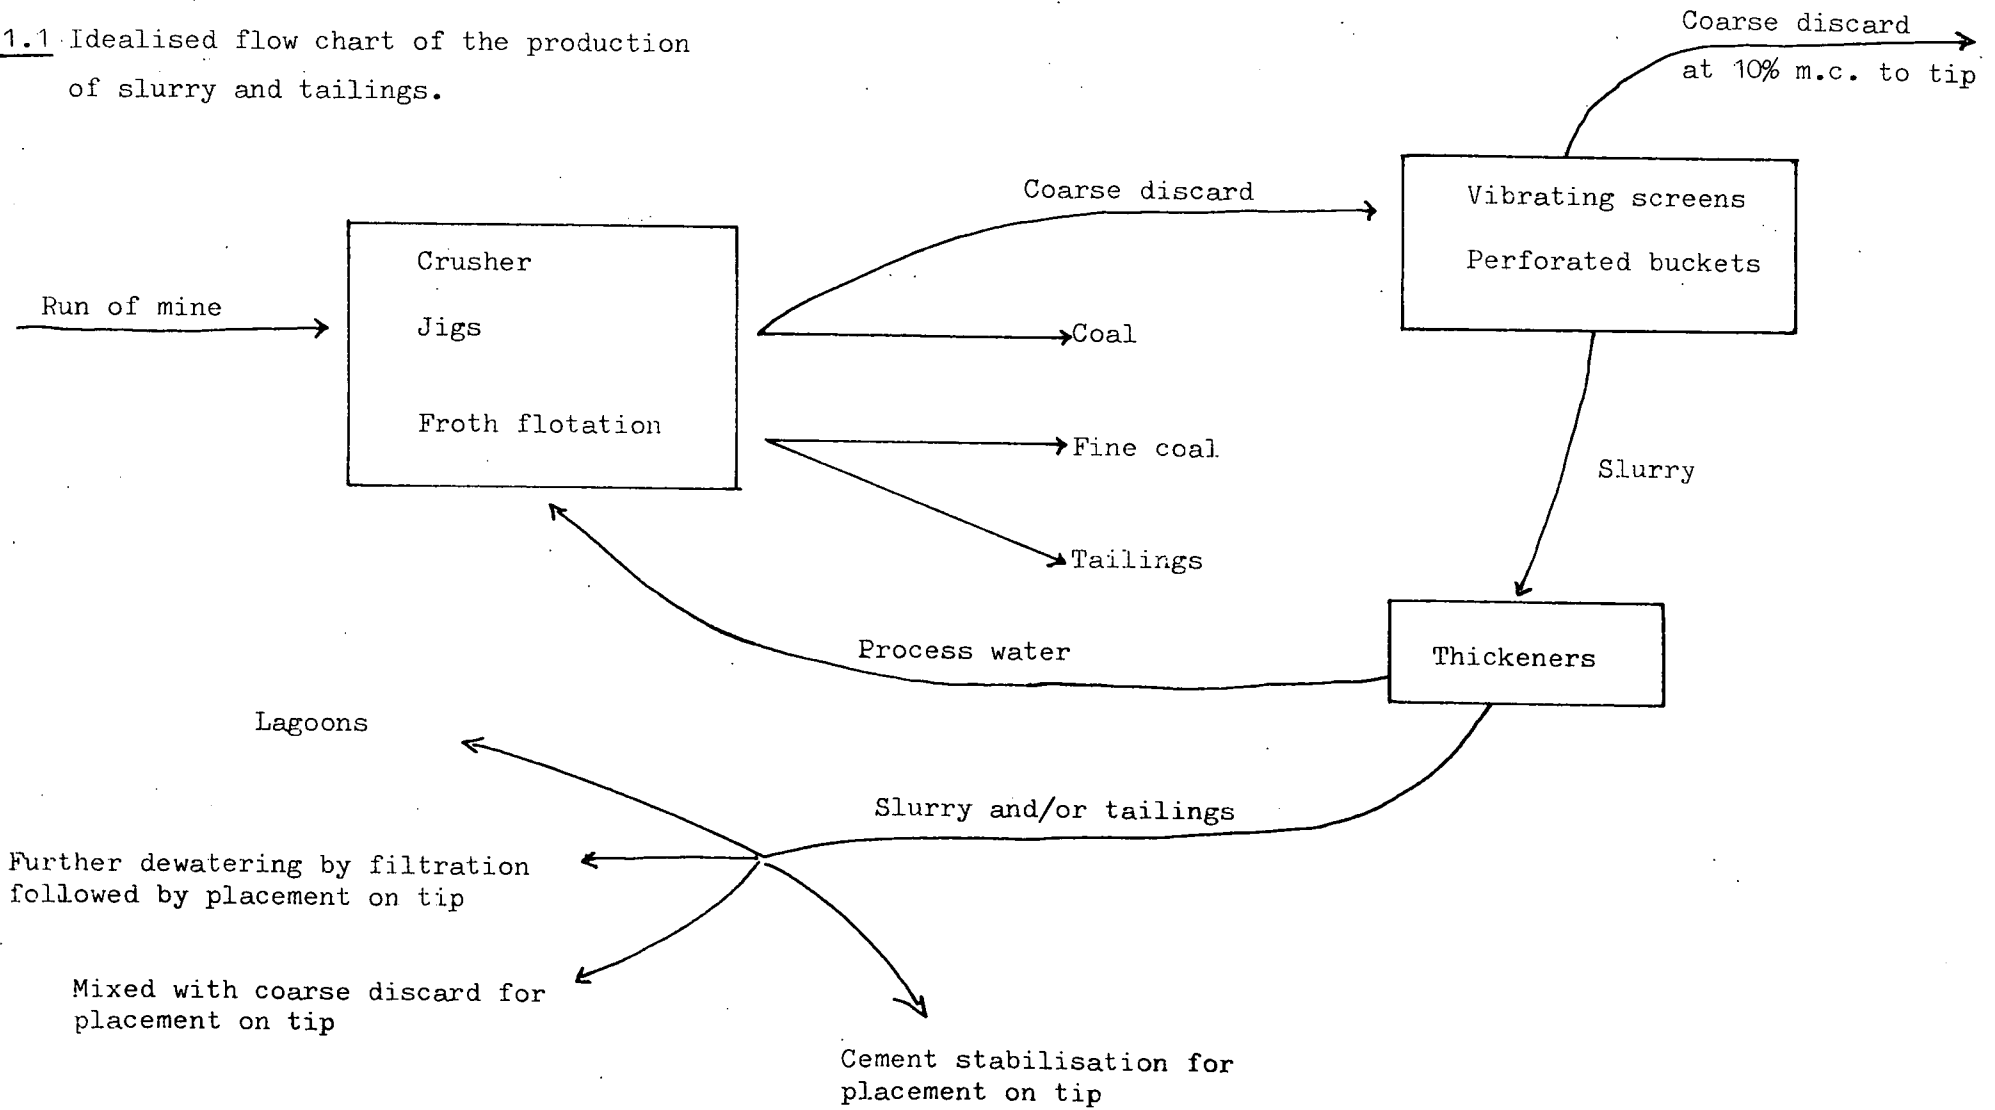 1.1 Idealised flow chart of the production
of slurry and tailings.
Coarse discard
at 10% m.c. to tip
Coarse discard
Vibrating screens
Perforated buckets
Run of mine
Crusher
Jigs
Froth flotation
Coal
Fine coal
Tailings
Slurry
Process water
Thickeners
Lagoons
Slurry and/or tailings
Further dewatering by filtration
followed by placement on tip
Mixed with coarse discard for
placement on tip
Cement stabilisation for
placement on tip